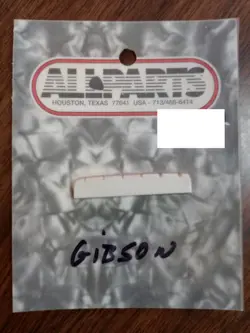 ALLPARTS
HOUSTON, TEXAS 77041 USA - 713/466-6414
GiBSON